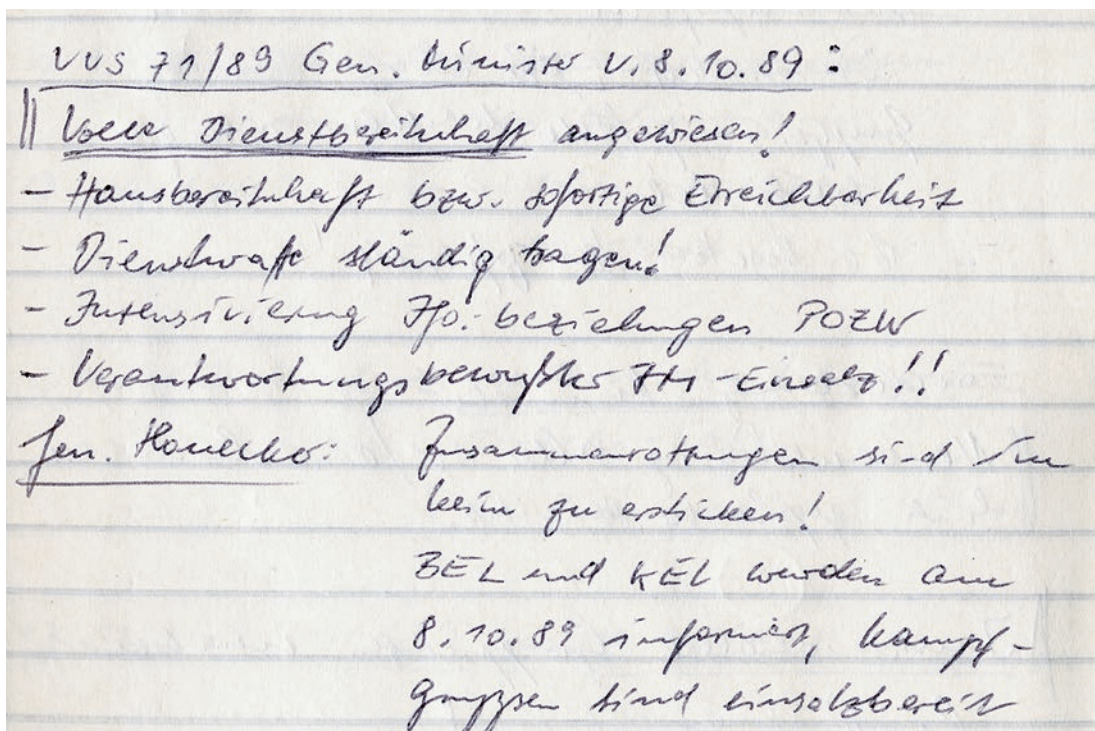 VVS 71/89 Gen. Minister v. 8.10.89:
Volle Dienstbereitschaft angewiesen!
- Hausbereitschaft bzw. sofortige Erreichbarkeit
- Dienstwaffe ständig tragen!
- Intensivierung Ifo.-beziehungen POZW
- Verantwortungsbewußter IM-Einsatz!!
Gen. Honecker: Zusammenrottungen sind im
Keim zu ersticken!
BEL und KEL werden am
8.10.89 informiert, Kampf-
gruppen sind einsatzbereit